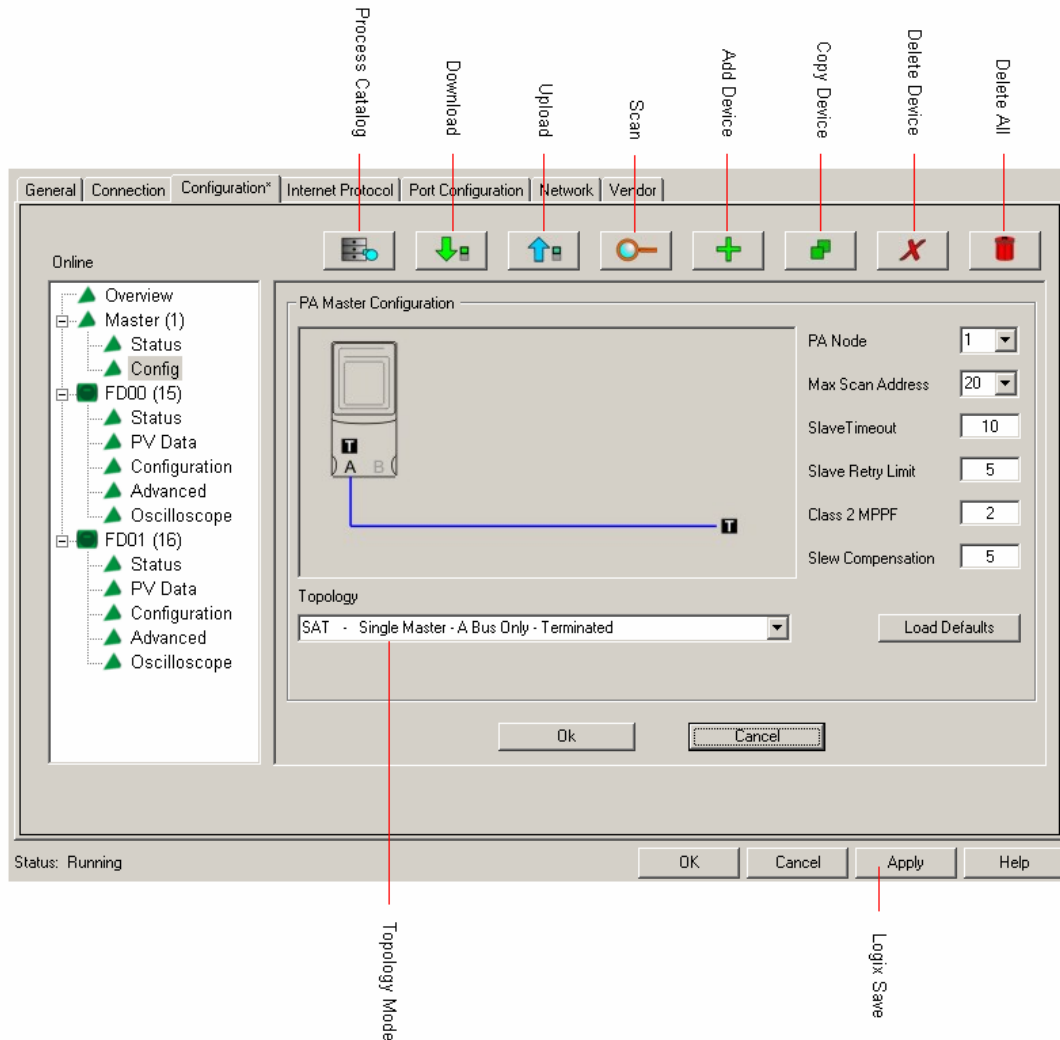 Process Catalog
Download
Upload
Scan
Add Device
Copy Device
Delete Device
Delete All
General
Connection
Configuration*
Internet Protocol
Port Configuration
Network
Vendor
Online
Overview
Master (1)
Status
Config
FD00 (15)
Status
PV Data
Configuration
Advanced
Oscilloscope
FD01 (16)
Status
PV Data
Configuration
Advanced
Oscilloscope
PA Master Configuration
T
A B
T
PA Node 1
Max Scan Address 20
SlaveTimeout 10
Slave Retry Limit 5
Class 2 MPPF 2
Slew Compensation 5
Topology
SAT - Single Master - A Bus Only - Terminated
Load Defaults
Ok
Cancel
Status: Running
OK
Cancel
Apply
Help
Topology Mode
Logix Save